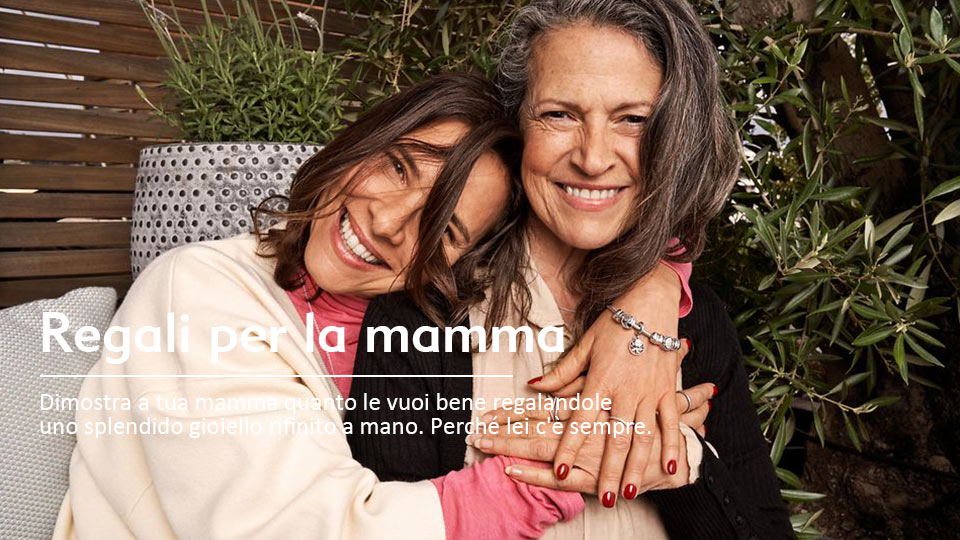 Regali per la mamma
Dimostra a tua mamma quanto le vuoi bene regalandole
uno splendido gioiello rifinito a mano. Perché lei c'è sempre.